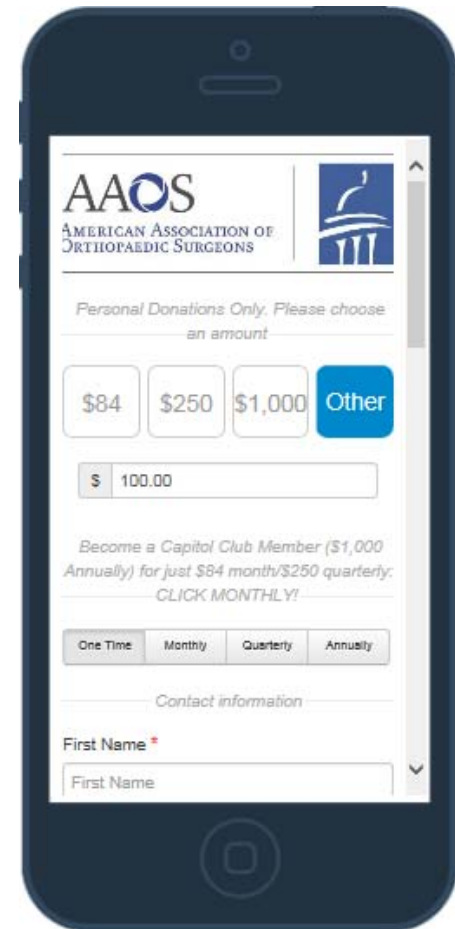 AAOS
AMERICAN ASSOCIATION OF
ORTHOPAEDIC SURGEONS
Personal Donations Only. Please choose
an amount
$84 $250 $1,000 Other
$ 100.00
Become a Capitol Club Member ($1,000
Annually) for just $84 month/$250 quarterly:
CLICK MONTHLY!
One Time Monthly Quarterly Annually
Contact information
First Name *
First Name